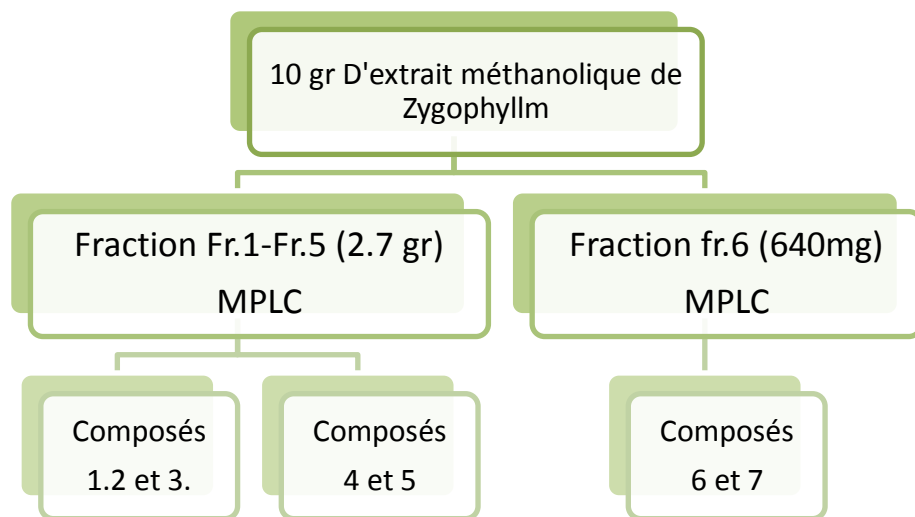 10 gr D'extrait méthanolique de
Zygophyllm
Fraction Fr.1-Fr.5 (2.7 gr)
MPLC
Fraction fr.6 (640mg)
MPLC
Composés
1.2 et 3.
Composés
4 et 5
Composés
6 et 7